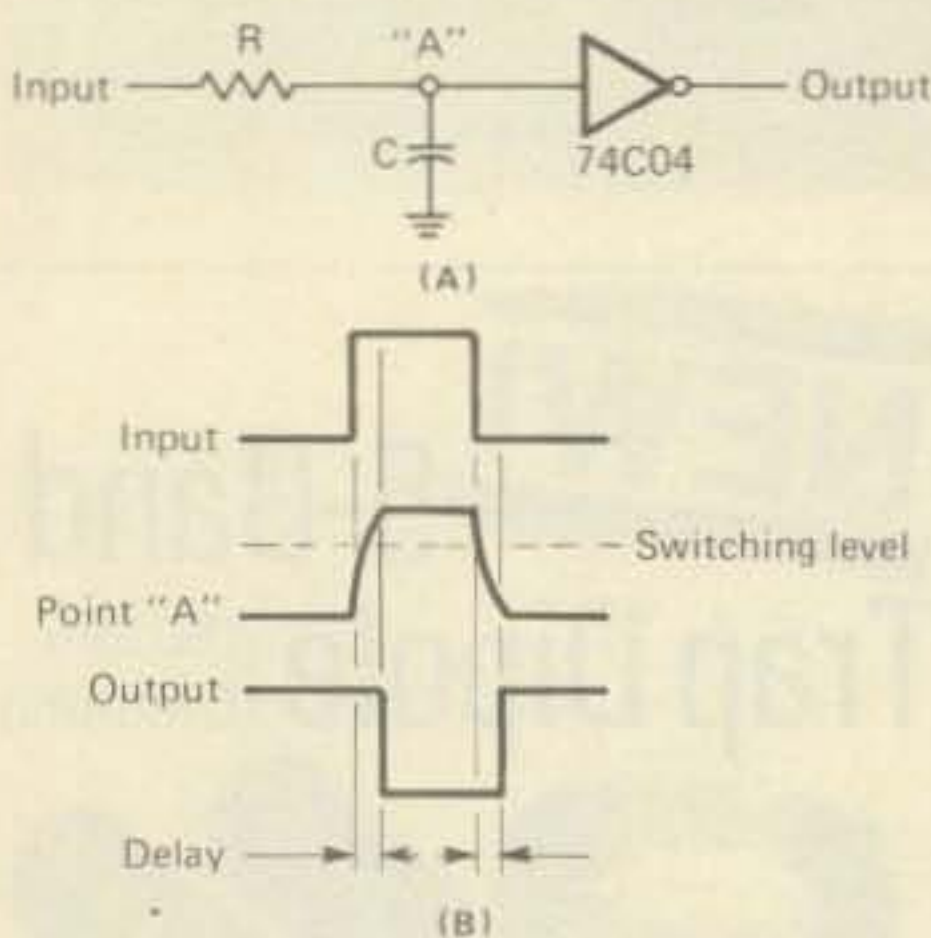 R
"A"
Input
Output
C
74C04
(A)
Input
Switching level
Point "A"
Output
Delay
(B)